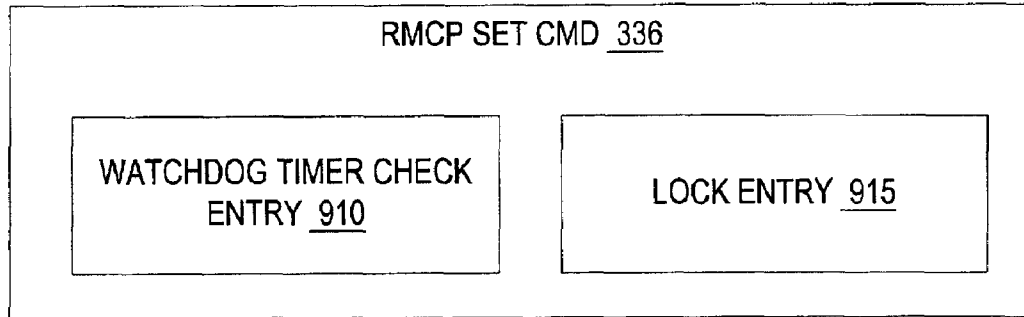 RMCP SET CMD 336
WATCHDOG TIMER CHECK
ENTRY 910
LOCK ENTRY 915